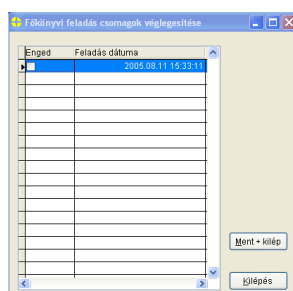 Főkönyvi feladás csomagok véglegesítése
Enged Feladás dátuma
2005.08.11 15:33:11
Ment + kilép
Kilépés